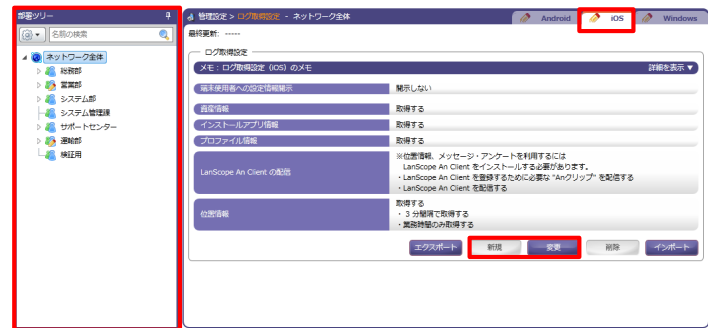 部署ツリー
名前の検索
ネットワーク全体
総務部
営業部
システム部
システム管理課
サポートセンター
運輸部
検証用
管理設定 > ログ取得設定 - ネットワーク全体
Android
iOS
Windows
最終更新: -----
ログ取得設定
メモ：ログ取得設定（iOS）のメモ
詳細を表示 ▼
端末使用者への設定情報開示
開示しない
資産情報
取得する
インストールアプリ情報
取得する
プロファイル情報
取得する
LanScope An Client の配信
※位置情報、メッセージ・アンケートを利用するには
LanScope An Client をインストールする必要があります。
・LanScope An Client を登録するために必要な "Anクリップ" を配信する
・LanScope An Client を配信する
位置情報
取得する
・ 3 分間隔で取得する
・業務時間のみ取得する
エクスポート
新規
変更
削除
インポート